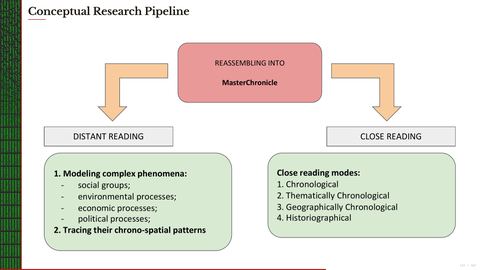 Conceptual Research Pipeline
REASSEMBLING INTO
MasterChronicle
DISTANT READING
CLOSE READING
1. Modeling complex phenomena:
- social groups;
- environmental processes;
- economic processes;
- political processes;
2. Tracing their chrono-spatial patterns
Close reading modes:
1. Chronological
2. Thematically Chronological
3. Geographically Chronological
4. Historiographical